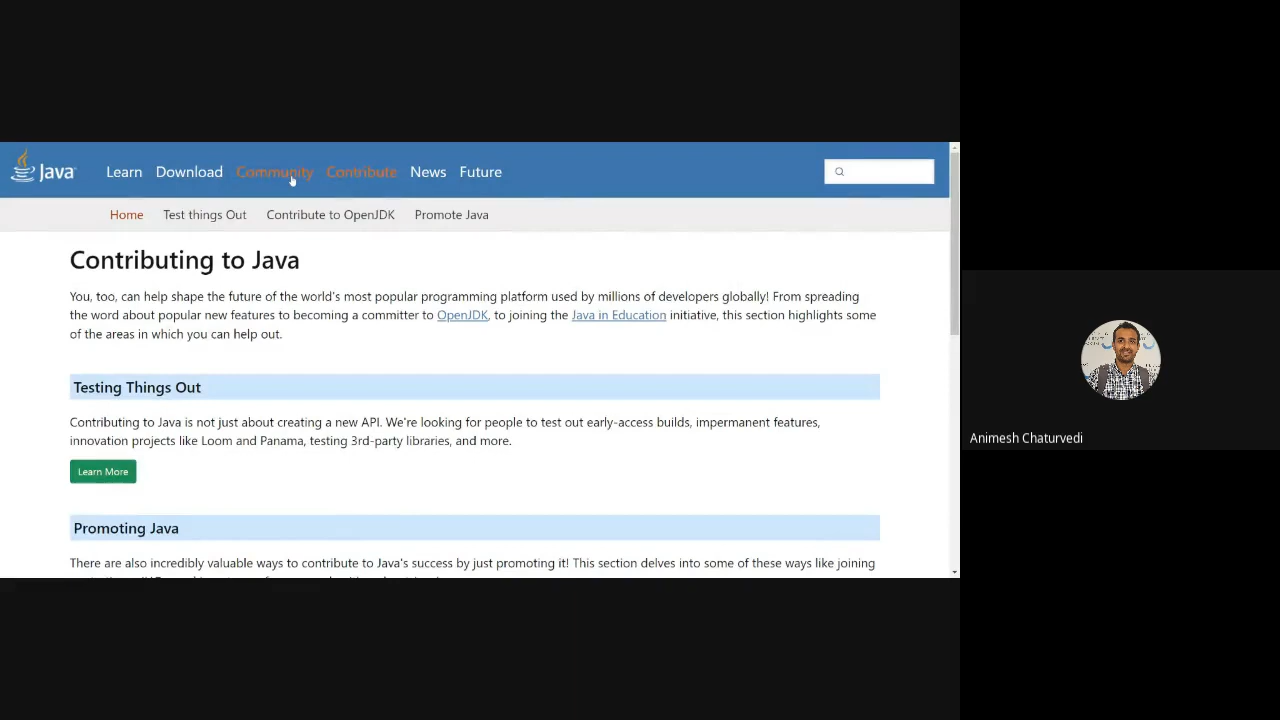 Java Learn Download Community Contribute News Future
Home Test things Out Contribute to OpenJDK Promote Java
Contributing to Java
You, too, can help shape the future of the world's most popular programming platform used by millions of developers globally! From spreading
the word about popular new features to becoming a committer to OpenJDK, to joining the Java in Education initiative, this section highlights some
of the areas in which you can help out.
Testing Things Out
Contributing to Java is not just about creating a new API. We're looking for people to test out early-access builds, impermanent features,
innovation projects like Loom and Panama, testing 3rd-party libraries, and more.
Learn More
Promoting Java
There are also incredibly valuable ways to contribute to Java's success by just promoting it! This section delves into some of these ways like joining
Animesh Chaturvedi